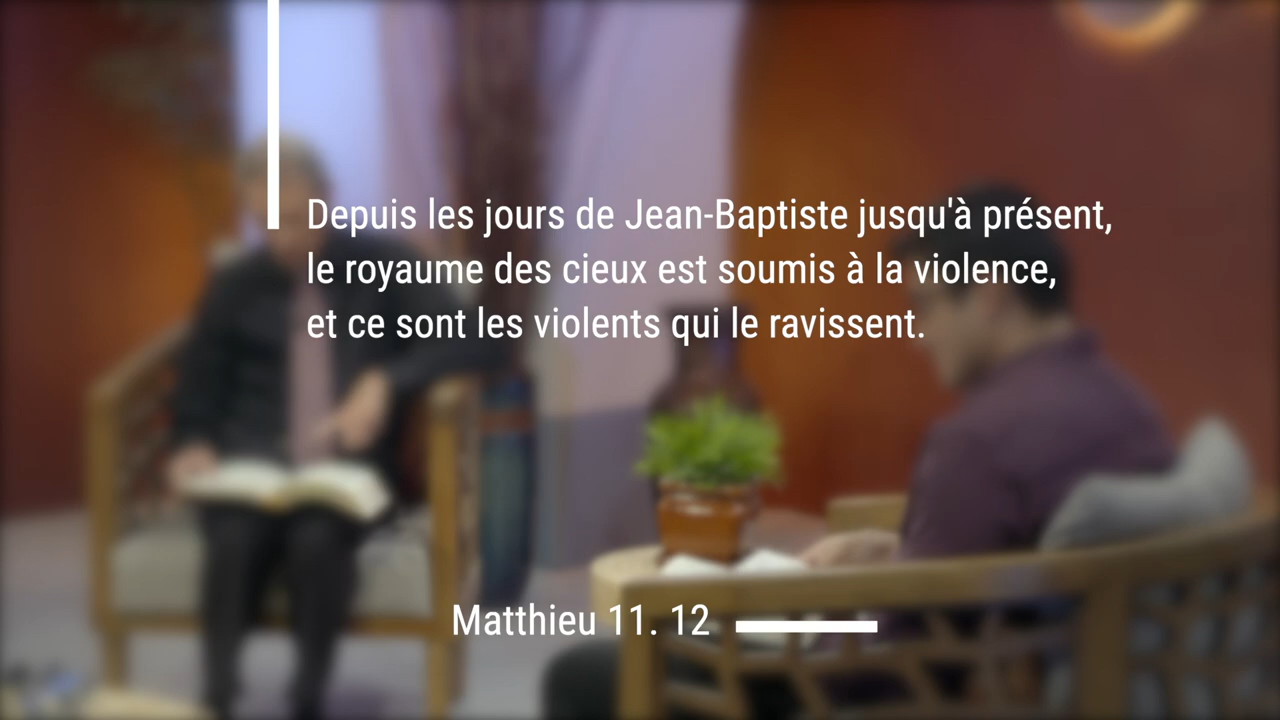 Depuis les jours de Jean-Baptiste jusqu'à présent,
le royaume des cieux est soumis à la violence,
et ce sont les violents qui le ravissent.
Matthieu 11. 12